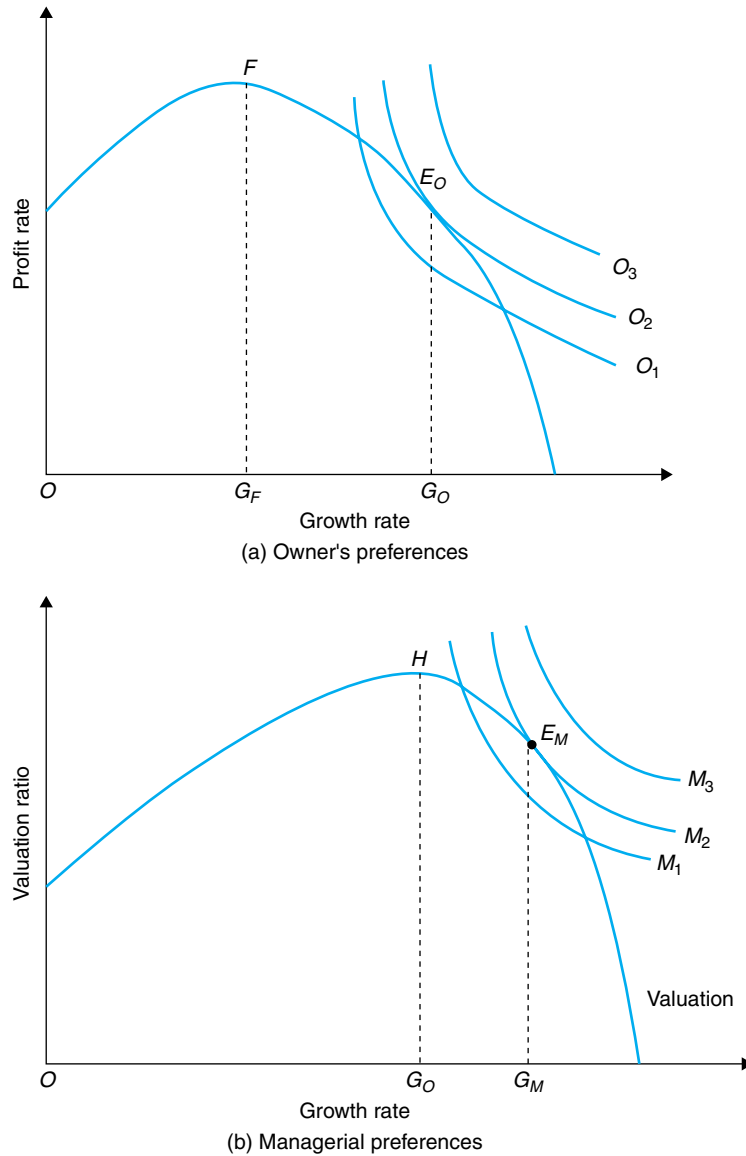 F
E_O
Profit rate
O_3
O_2
O_1
O
G_F
G_O
Growth rate
(a) Owner's preferences
H
E_M
Valuation ratio
M_3
M_2
M_1
Valuation
O
G_O
G_M
Growth rate
(b) Managerial preferences